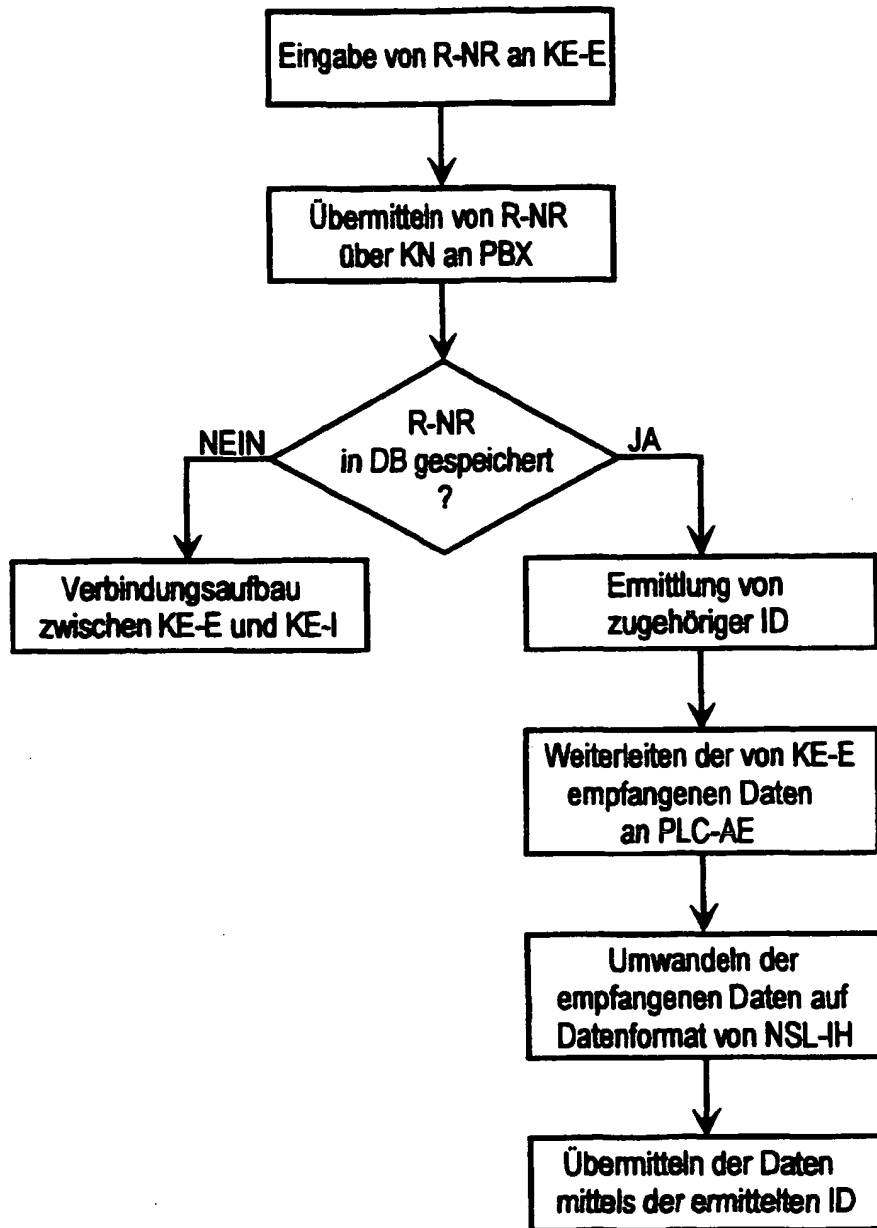 Eingabe von R-NR an KE-E
Übermitteln von R-NR
über KN an PBX
R-NR
in DB gespeichert
?
NEIN
JA
Verbindungsaufbau
zwischen KE-E und KE-I
Ermittlung von
zugehöriger ID
Weiterleiten der von KE-E
empfangenen Daten
an PLC-AE
Umwandeln der
empfangenen Daten auf
Datenformat von NSL-IH
Übermitteln der Daten
mittels der ermittelten ID